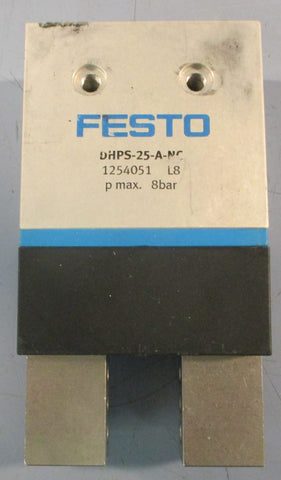 FESTO
DHPS-25-A-NC
1254051 L8
p max. 8bar